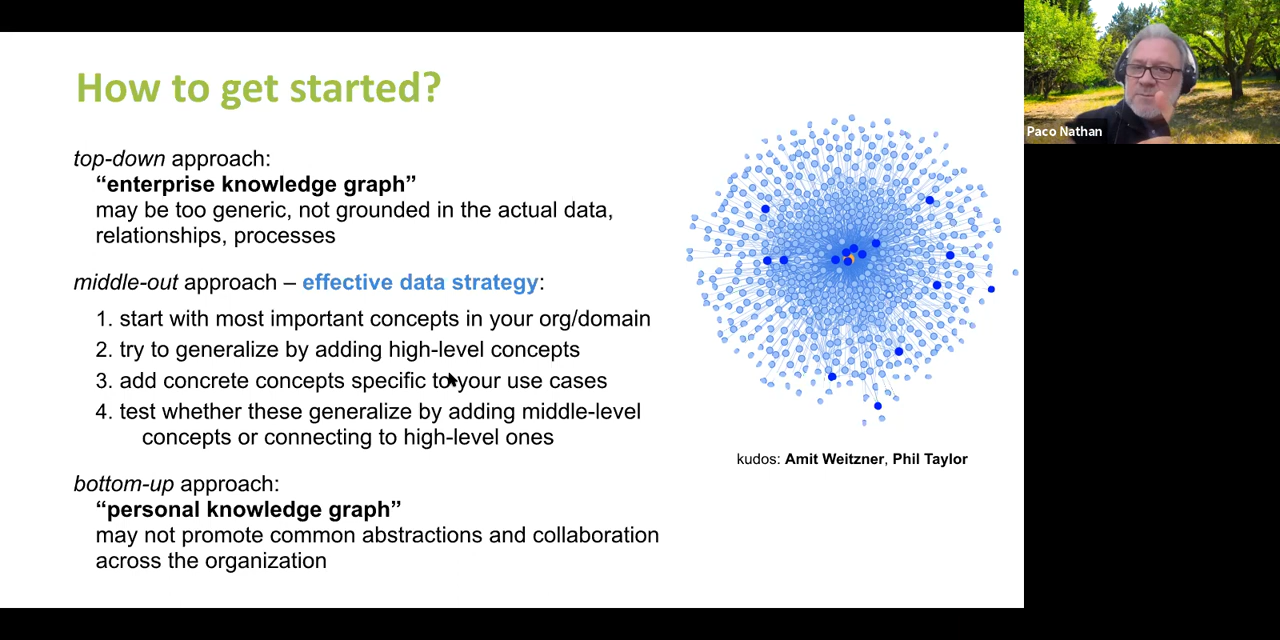 How to get started?
top-down approach:
“enterprise knowledge graph”
may be too generic, not grounded in the actual data,
relationships, processes
middle-out approach – effective data strategy:
1. start with most important concepts in your org/domain
2. try to generalize by adding high-level concepts
3. add concrete concepts specific to your use cases
4. test whether these generalize by adding middle-level
concepts or connecting to high-level ones
bottom-up approach:
“personal knowledge graph”
may not promote common abstractions and collaboration
across the organization
kudos: Amit Weitzner, Phil Taylor
Paco Nathan